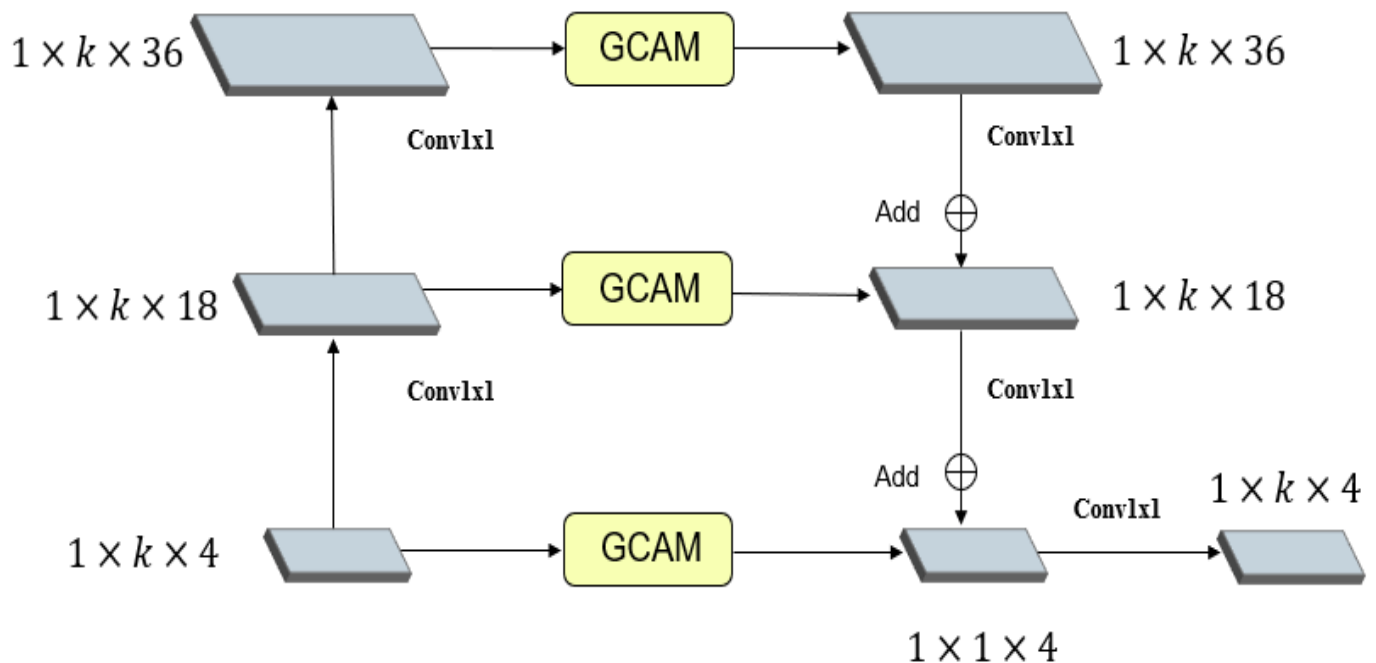 1 × k × 36
GCAM
1 × k × 36
Conv1x1
Conv1x1
Add
1 × k × 18
GCAM
1 × k × 18
Conv1x1
Conv1x1
Add
1 × k × 4
Conv1x1
1 × k × 4
GCAM
1 × 1 × 4